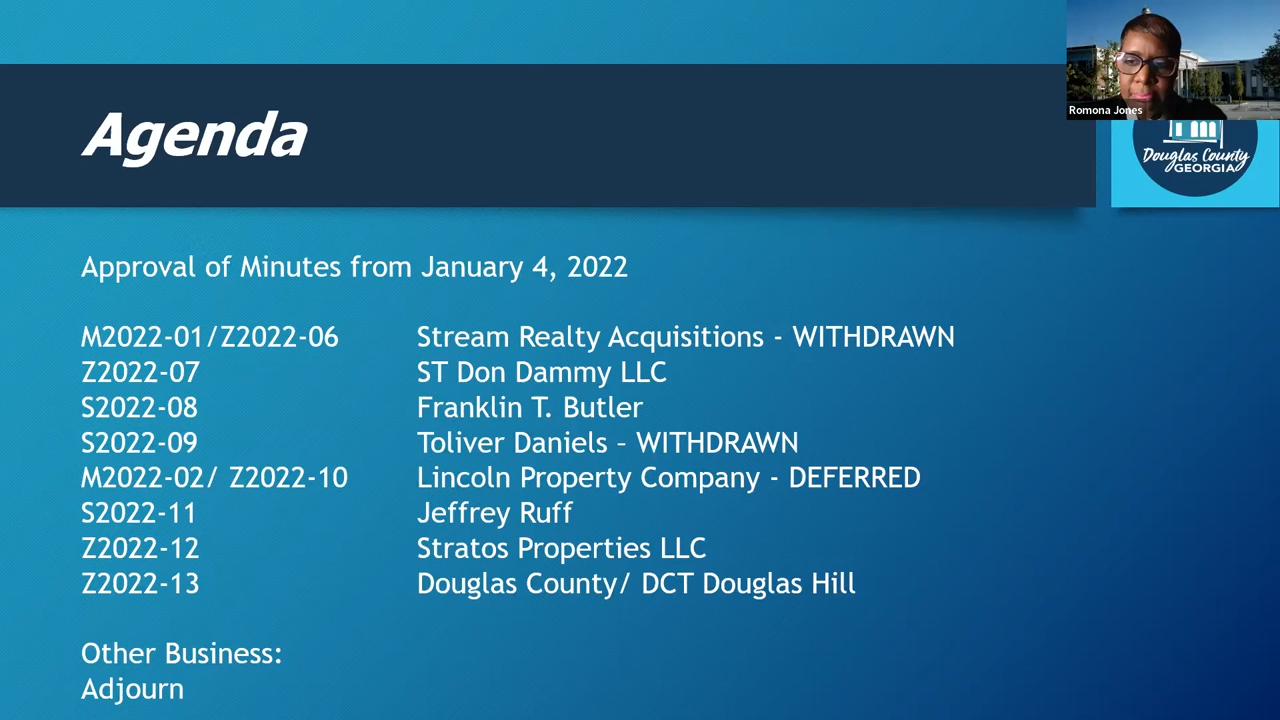 Romona Jones
Agenda
Douglas County
GEORGIA
Approval of Minutes from January 4, 2022
M2022-01/Z2022-06 Stream Realty Acquisitions - WITHDRAWN
Z2022-07 ST Don Dammy LLC
S2022-08 Franklin T. Butler
S2022-09 Toliver Daniels – WITHDRAWN
M2022-02/ Z2022-10 Lincoln Property Company - DEFERRED
S2022-11 Jeffrey Ruff
Z2022-12 Stratos Properties LLC
Z2022-13 Douglas County/ DCT Douglas Hill
Other Business:
Adjourn